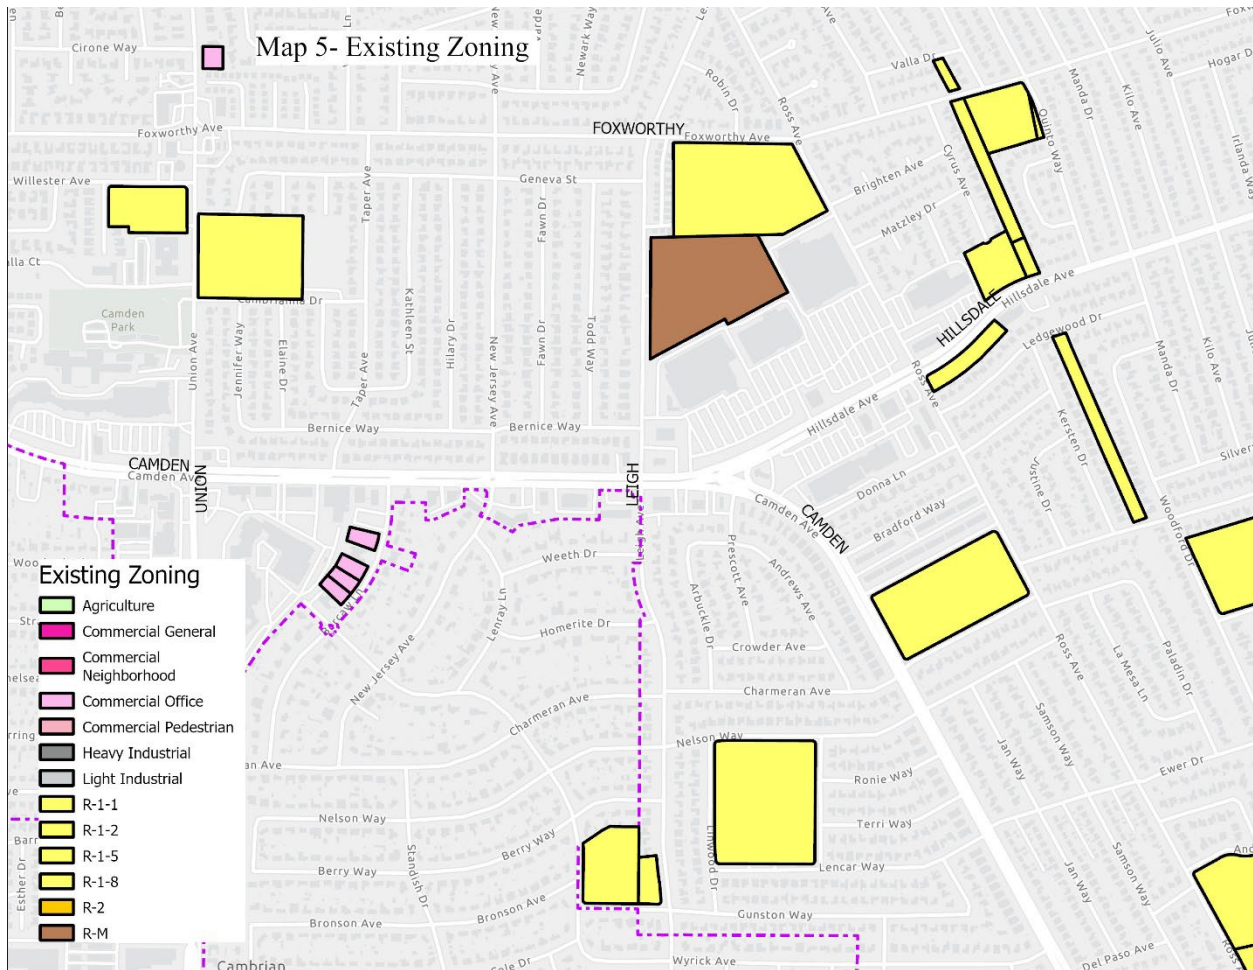 Map 5- Existing Zoning
Cirone Way
Newark Way
Robin Dr
Ross Ave
Valla Dr
Julio Ave
Hogar Dr
Manda Dr
Kilo Ave
Irlanda Way
Quinto Way
Foxworthy Ave
FOXWORTHY
Foxworthy Ave
Cyrus Ave
Willester Ave
Taper Ave
Geneva St
Fawn Dr
Brighten Ave
Matzley Dr
Camden
Park
Union Ave
Jennifer Way
Elaine Dr
Taper Ave
Kathleen St
Hilary Dr
New Jersey Ave
Fawn Dr
Todd Way
HILLSDALE
Hillsdale Ave
Ledgewood Dr
Manda Dr
Kilo Ave
Ross Ave
Hillsdale Ave
Kersten Dr
Bernice Way
Bernice Way
CAMDEN
Camden Ave
UNION
LEIGH
Camden Ave
CAMDEN
Donna Ln
Bradford Way
Justine Dr
Woodford Dr
Leigh Ave
Weeth Dr
Prescott Ave
Andrews Ave
Arbuckle Dr
Lenray Ln
Homerite Dr
Crowder Ave
New Jersey Ave
Charmeran Ave
Charmeran Ave
Ross Ave
La Mesa Ln
Paladin Dr
Samson Way
Jan Way
Ewer Dr
Nelson Way
Ronie Way
Terri Way
Lencar Way
Linwood Dr
Gunston Way
Nelson Way
Berry Way
Berry Way
Standish Dr
Bronson Ave
Bronson Ave
Esther Dr
Jan Way
Samson Way
Del Paso Ave
Wyrick Ave
Cambrian
Existing Zoning
Agriculture
Commercial General
Commercial
Neighborhood
Commercial Office
Commercial Pedestrian
Heavy Industrial
Light Industrial
R-1-1
R-1-2
R-1-5
R-1-8
R-2
R-M